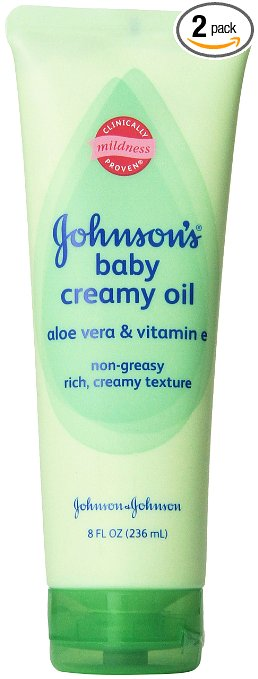 2 pack
CLINICALLY
mildness
PROVEN®
Johnson's®
baby
creamy oil
aloe vera & vitamin e
non-greasy
rich, creamy texture
Johnson & Johnson
8 FL OZ (236 mL)